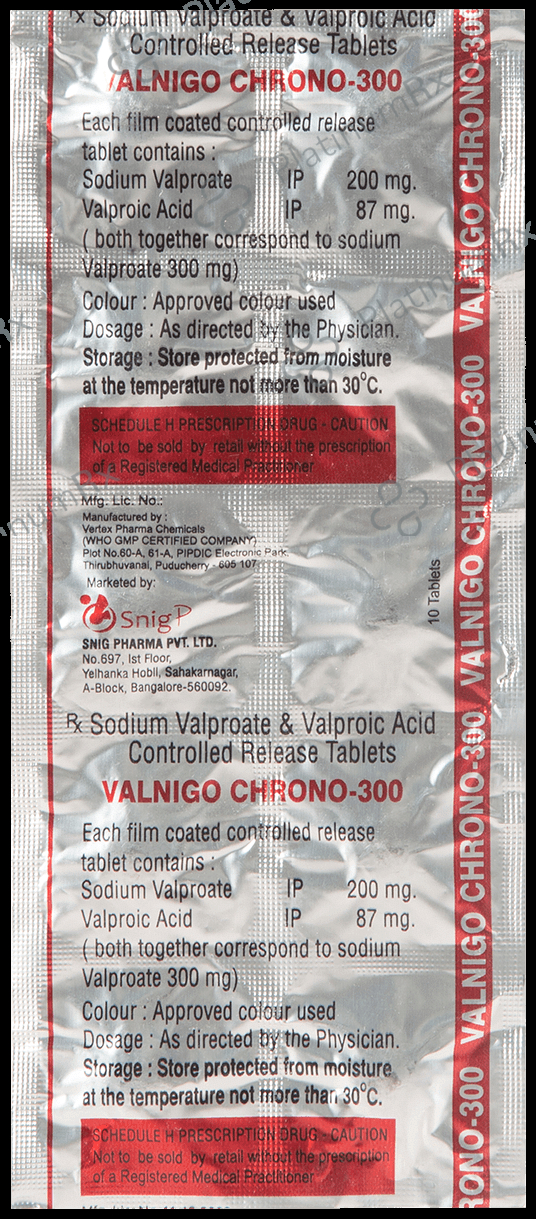 Rx Sodium Valproate & Valproic Acid
Controlled Release Tablets
VALNIGO CHRONO-300
Each film coated controlled release
tablet contains :
Sodium Valproate IP 200 mg.
Valproic Acid IP 87 mg.
( both together correspond to sodium
Valproate 300 mg)
Colour : Approved colour used
Dosage : As directed by the Physician.
Storage : Store protected from moisture
at the temperature not more than 30°C.
SCHEDULE H PRESCRIPTION DRUG - CAUTION
Not to be sold by retail without the prescription
of a Registered Medical Practitioner
Mfg. Lic. No.:
Manufactured by :
Vertex Pharma Chemicals
(WHO GMP CERTIFIED COMPANY)
Plot No.60-A, 61-A, PIPDIC Electronic Park,
Thirubhuvanai, Puducherry - 605 107
Marketed by:
Snig P
SNIG PHARMA PVT. LTD.
No.697, Ist Floor,
Yelhanka Hobli, Sahakarnagar,
A-Block, Bangalore-560092.
10 Tablets
Rx Sodium Valproate & Valproic Acid
Controlled Release Tablets
VALNIGO CHRONO-300
Each film coated controlled release
tablet contains :
Sodium Valproate IP 200 mg.
Valproic Acid IP 87 mg.
( both together correspond to sodium
Valproate 300 mg)
Colour : Approved colour used
Dosage : As directed by the Physician.
Storage : Store protected from moisture
at the temperature not more than 30°C.
SCHEDULE H PRESCRIPTION DRUG - CAUTION
Not to be sold by retail without the prescription
of a Registered Medical Practitioner
RONO-300 VALNIGO CHRONO-300 VALNIGO CHRONO-300 VALNIGO CHRONO-300
PlatinumRx